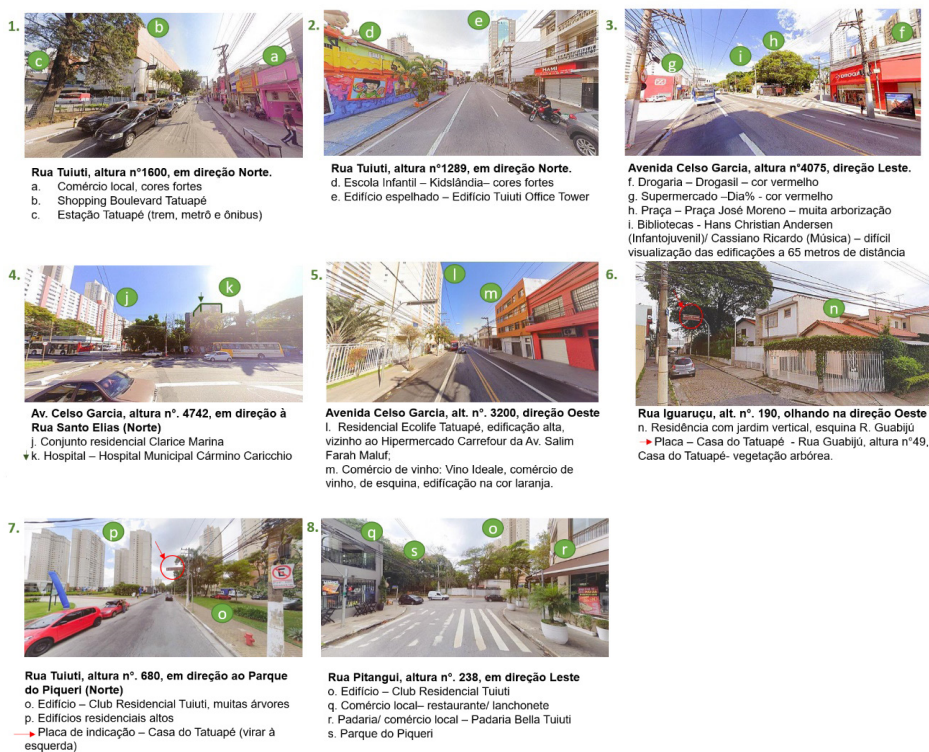 1.
c
b
a
Rua Tuiuti, altura n°1600, em direção Norte.
a. Comércio local, cores fortes
b. Shopping Boulevard Tatuapé
c. Estação Tatuapé (trem, metrô e ônibus)
2.
d
e
Rua Tuiuti, altura n°1289, em direção Norte.
d. Escola Infantil – Kidslândia– cores fortes
e. Edifício espelhado – Edifício Tuiuti Office Tower
3.
g
i
h
f
Avenida Celso Garcia, altura n°4075, direção Leste.
f. Drogaria – Drogasil – cor vermelho
g. Supermercado –Dia% - cor vermelho
h. Praça – Praça José Moreno – muita arborização
i. Bibliotecas - Hans Christian Andersen
(Infantojuvenil)/ Cassiano Ricardo (Música) – difícil
visualização das edificações a 65 metros de distância
4.
j
k
Av. Celso Garcia, altura n°. 4742, em direção à
Rua Santo Elias (Norte)
j. Conjunto residencial Clarice Marina
k. Hospital – Hospital Municipal Cármino Caricchio
5.
l
m
Avenida Celso Garcia, alt. n°. 3200, direção Oeste
l. Residencial Ecolife Tatuapé, edificação alta,
vizinho ao Hipermercado Carrefour da Av. Salim
Farah Maluf;
m. Comércio de vinho: Vino Ideale, comércio de
vinho, de esquina, edifícação na cor laranja.
6.
n
Rua Iguaruçu, alt. n°. 190, olhando na direção Oeste
n. Residência com jardim vertical, esquina R. Guabijú
Placa – Casa do Tatuapé - Rua Guabijú, altura n°49,
Casa do Tatuapé- vegetação arbórea.
7.
p
o
Rua Tuiuti, altura n°. 680, em direção ao Parque
do Piqueri (Norte)
o. Edifício – Club Residencial Tuiuti, muitas árvores
p. Edifícios residenciais altos
Placa de indicação – Casa do Tatuapé (virar à
esquerda)
8.
q
s
o
r
Rua Pitangui, altura n°. 238, em direção Leste
o. Edifício – Club Residencial Tuiuti
q. Comércio local– restaurante/ lanchonete
r. Padaria/ comércio local – Padaria Bella Tuiuti
s. Parque do Piqueri